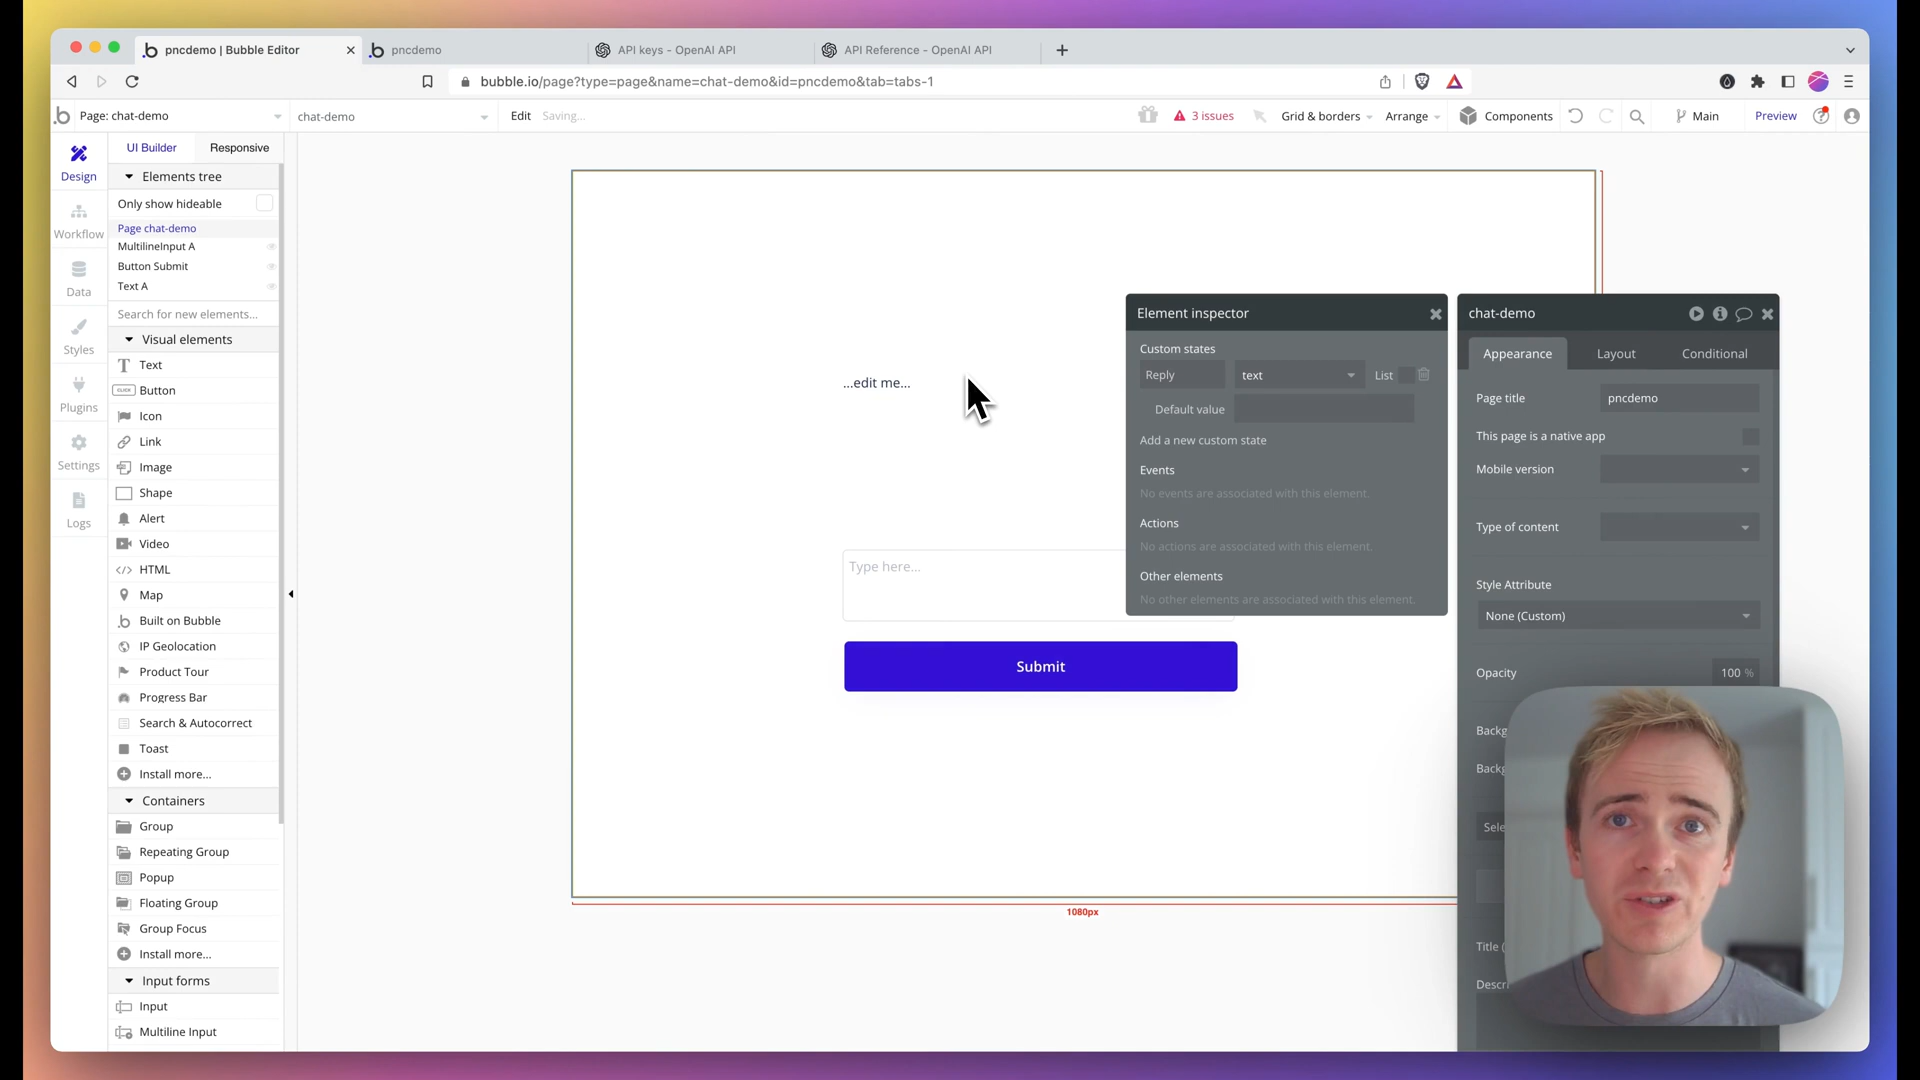 pncdemo | Bubble Editor
pncdemo
API keys - OpenAI API
API Reference - OpenAI API
bubble.io/page?type=page&name=chat-demo&id=pncdemo&tab=tabs-1
Page: chat-demo
chat-demo
Edit
Saving...
3 issues
Grid & borders
Arrange
Components
Main
Preview
Design
Workflow
Data
Styles
Plugins
Settings
Logs
UI Builder
Responsive
Elements tree
Only show hideable
Page chat-demo
MultilineInput A
Button Submit
Text A
Search for new elements...
Visual elements
Text
CLICK
Button
Icon
Link
Image
Shape
Alert
Video
HTML
Map
Built on Bubble
IP Geolocation
Product Tour
Progress Bar
Search & Autocorrect
Toast
Install more...
Containers
Group
Repeating Group
Popup
Floating Group
Group Focus
Install more...
Input forms
Input
Multiline Input
...edit me...
Type here...
Submit
1080px
Element inspector
Custom states
Reply
text
List
Default value
Add a new custom state
Events
No events are associated with this element.
Actions
No actions are associated with this element.
Other elements
No other elements are associated with this element.
chat-demo
Appearance
Layout
Conditional
Page title
pncdemo
This page is a native app
Mobile version
Type of content
Style Attribute
None (Custom)
Opacity
100 %
Backg
Backg
Sele
Title (
Descri